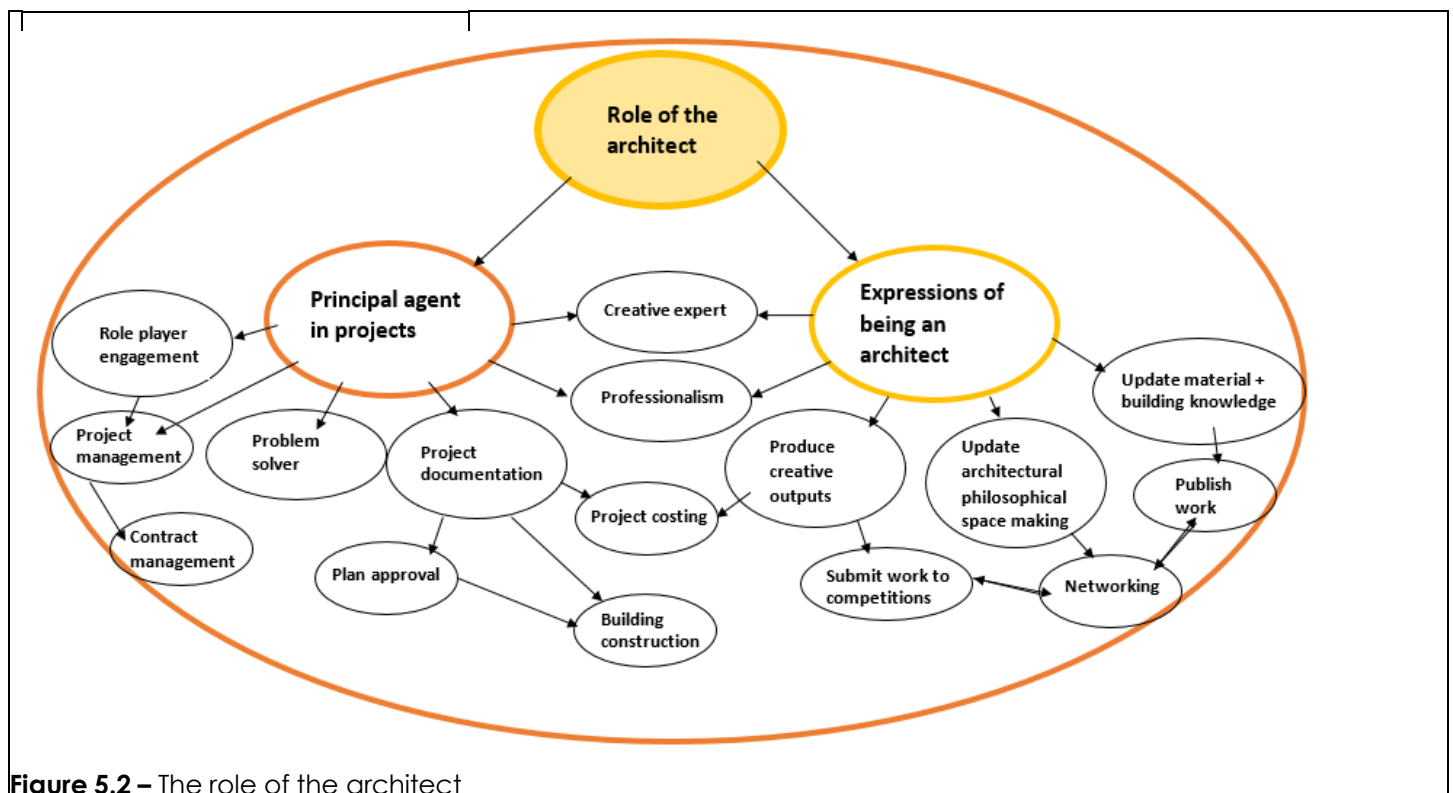 Role of the
architect
Principal agent
in projects
Expressions of
being an
architect
Creative expert
Role player
engagement
Professionalism
Update material +
building knowledge
Project
management
Problem
solver
Project
documentation
Produce
creative
outputs
Update
architectural
philosophical
space making
Publish
work
Project costing
Contract
management
Plan approval
Submit work to
competitions
Networking
Building
construction
Figure 5.2 – The role of the architect